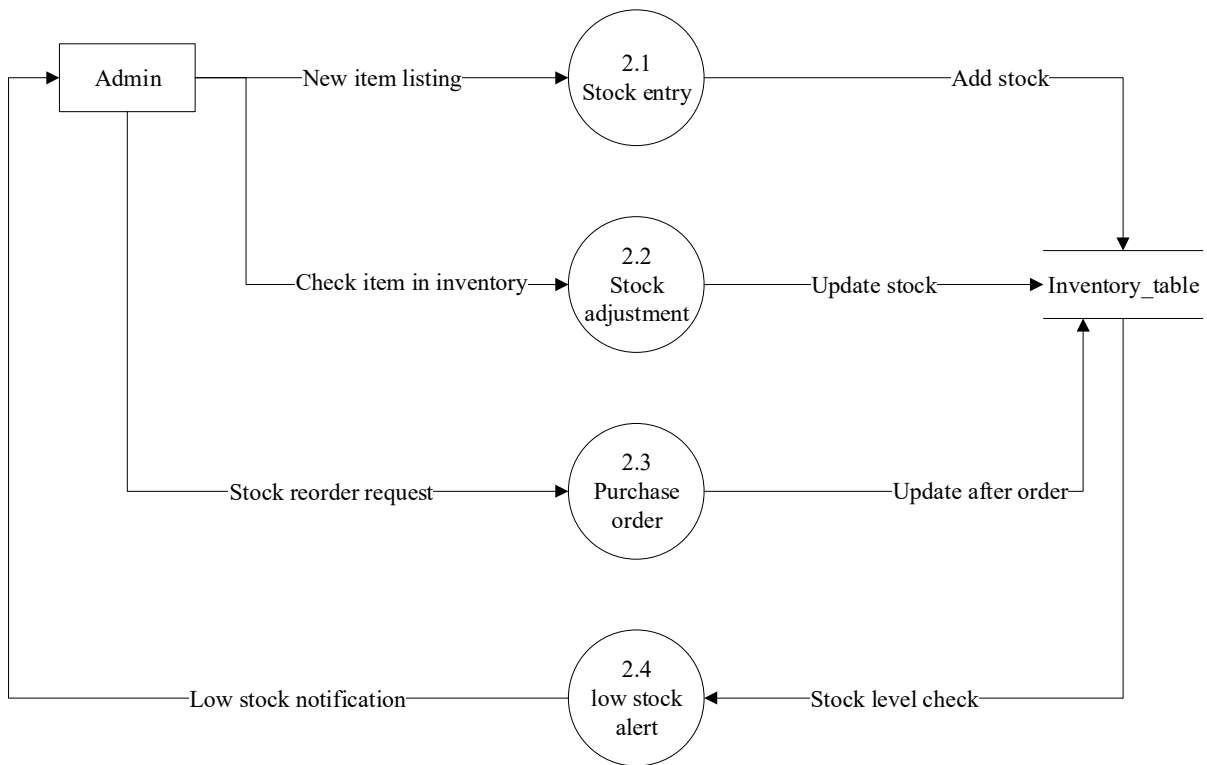 Admin
New item listing
2.1
Stock entry
Add stock
Check item in inventory
2.2
Stock
adjustment
Update stock
Inventory_table
Stock reorder request
2.3
Purchase
order
Update after order
Low stock notification
2.4
low stock
alert
Stock level check